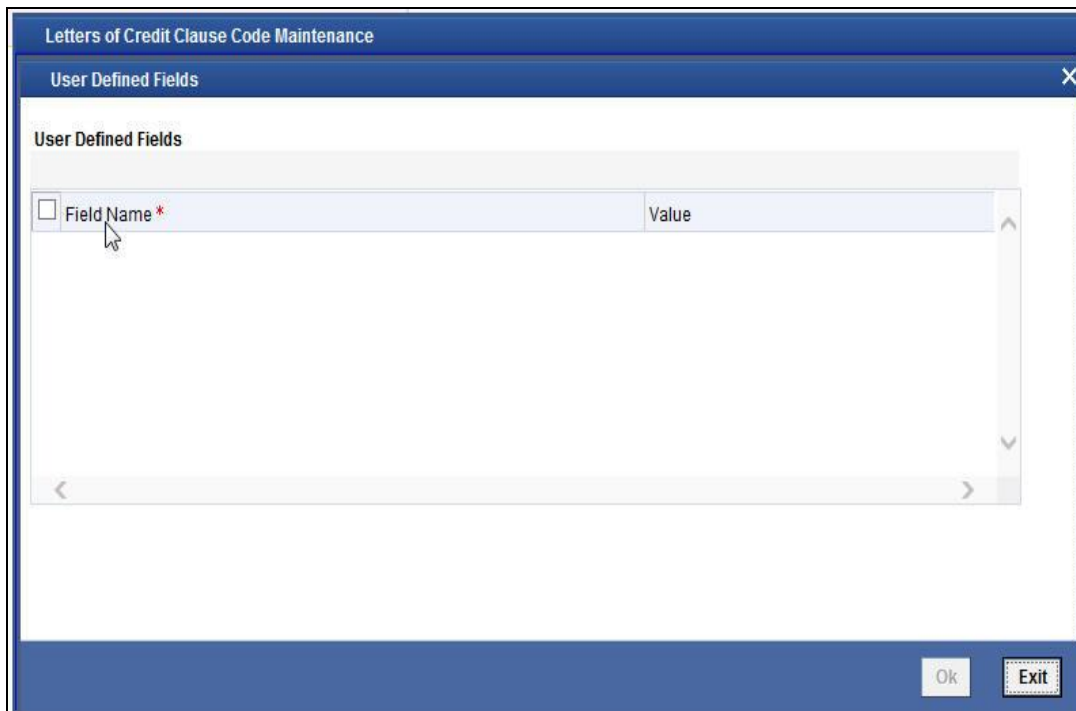 Letters of Credit Clause Code Maintenance
User Defined Fields
User Defined Fields
Field Name * Value
Ok Exit